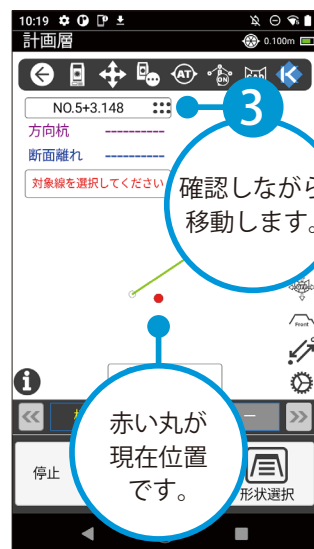 10:19
計画層
0.100m
AT
ON
NO.5+3.148
3
方向杭
----------
断面離れ
----------
対象線を選択してください
確認しながら
移動します。
Front
赤い丸が
現在位置
です。
停止
形状選択